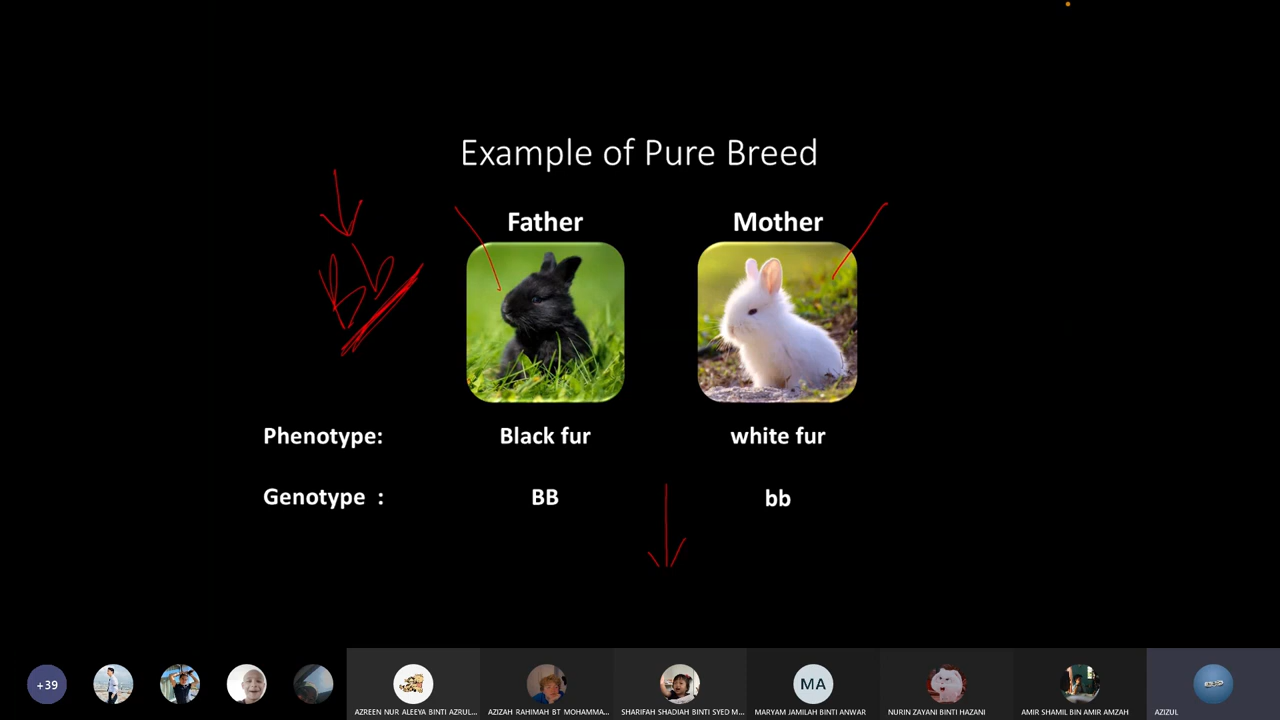 Example of Pure Breed
Father Mother
Bb
Phenotype: Black fur white fur
Genotype : BB bb
+39 MA
AZREEN NUR ALEEYA BINTI AZRUL... AZIZAH RAHIMAH BT MOHAMMA... SHARIFAH SHADIAH BINTI SYED M... MARYAM JAMILAH BINTI ANWAR NURIN ZAYANI BINTI HAZANI AMIR SHAMIL BIN AMIR AMZAH AZIZUL